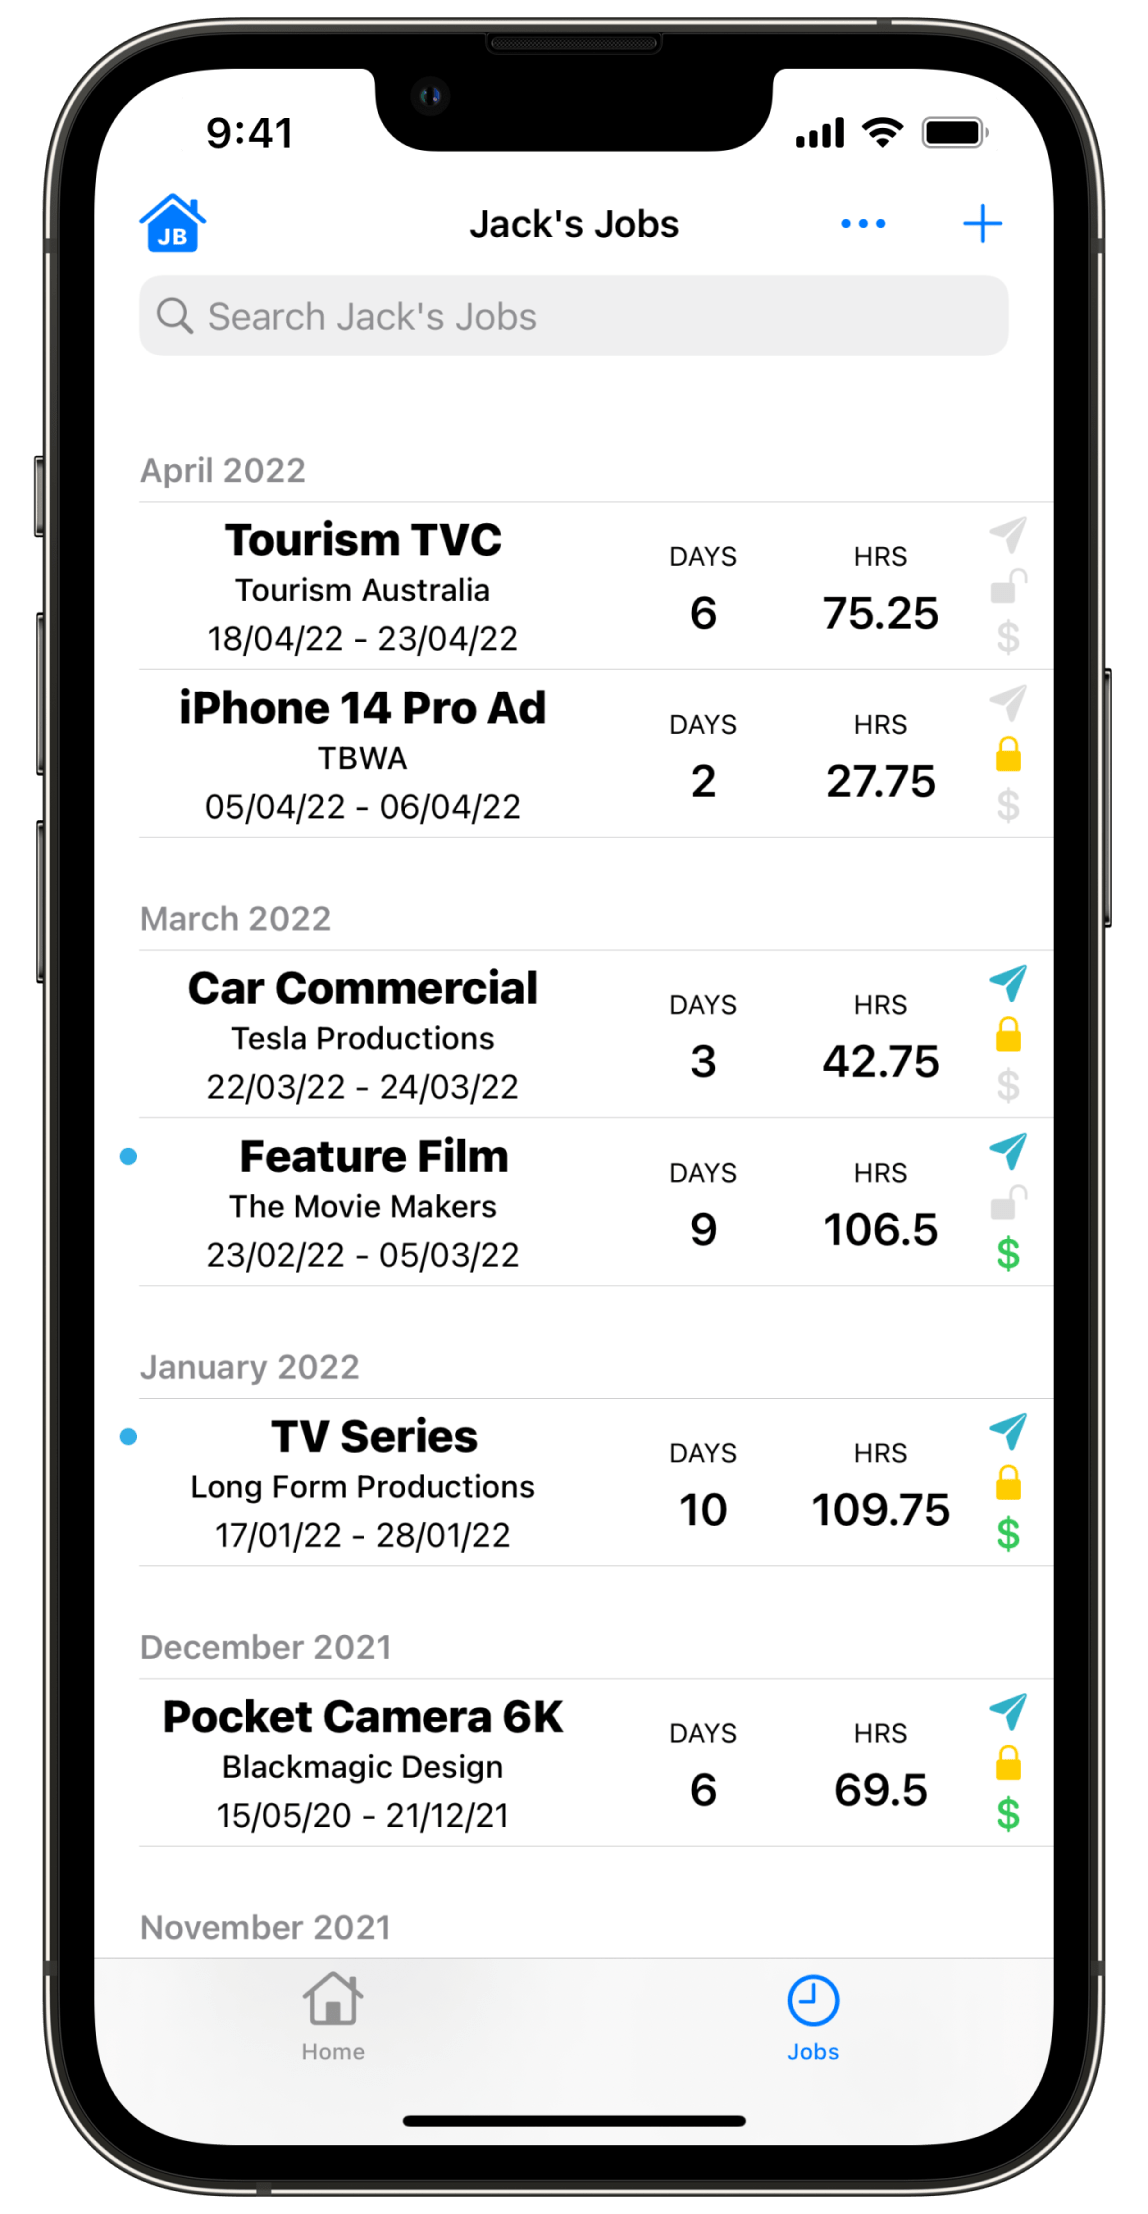 9:41
JB
Jack's Jobs
Search Jack's Jobs
April 2022
Tourism TVC
Tourism Australia
18/04/22 - 23/04/22
DAYS
6
HRS
75.25
$
iPhone 14 Pro Ad
TBWA
05/04/22 - 06/04/22
DAYS
2
HRS
27.75
$
March 2022
Car Commercial
Tesla Productions
22/03/22 - 24/03/22
DAYS
3
HRS
42.75
$
Feature Film
The Movie Makers
23/02/22 - 05/03/22
DAYS
9
HRS
106.5
$
January 2022
TV Series
Long Form Productions
17/01/22 - 28/01/22
DAYS
10
HRS
109.75
$
December 2021
Pocket Camera 6K
Blackmagic Design
15/05/20 - 21/12/21
DAYS
6
HRS
69.5
$
November 2021
Home
Jobs